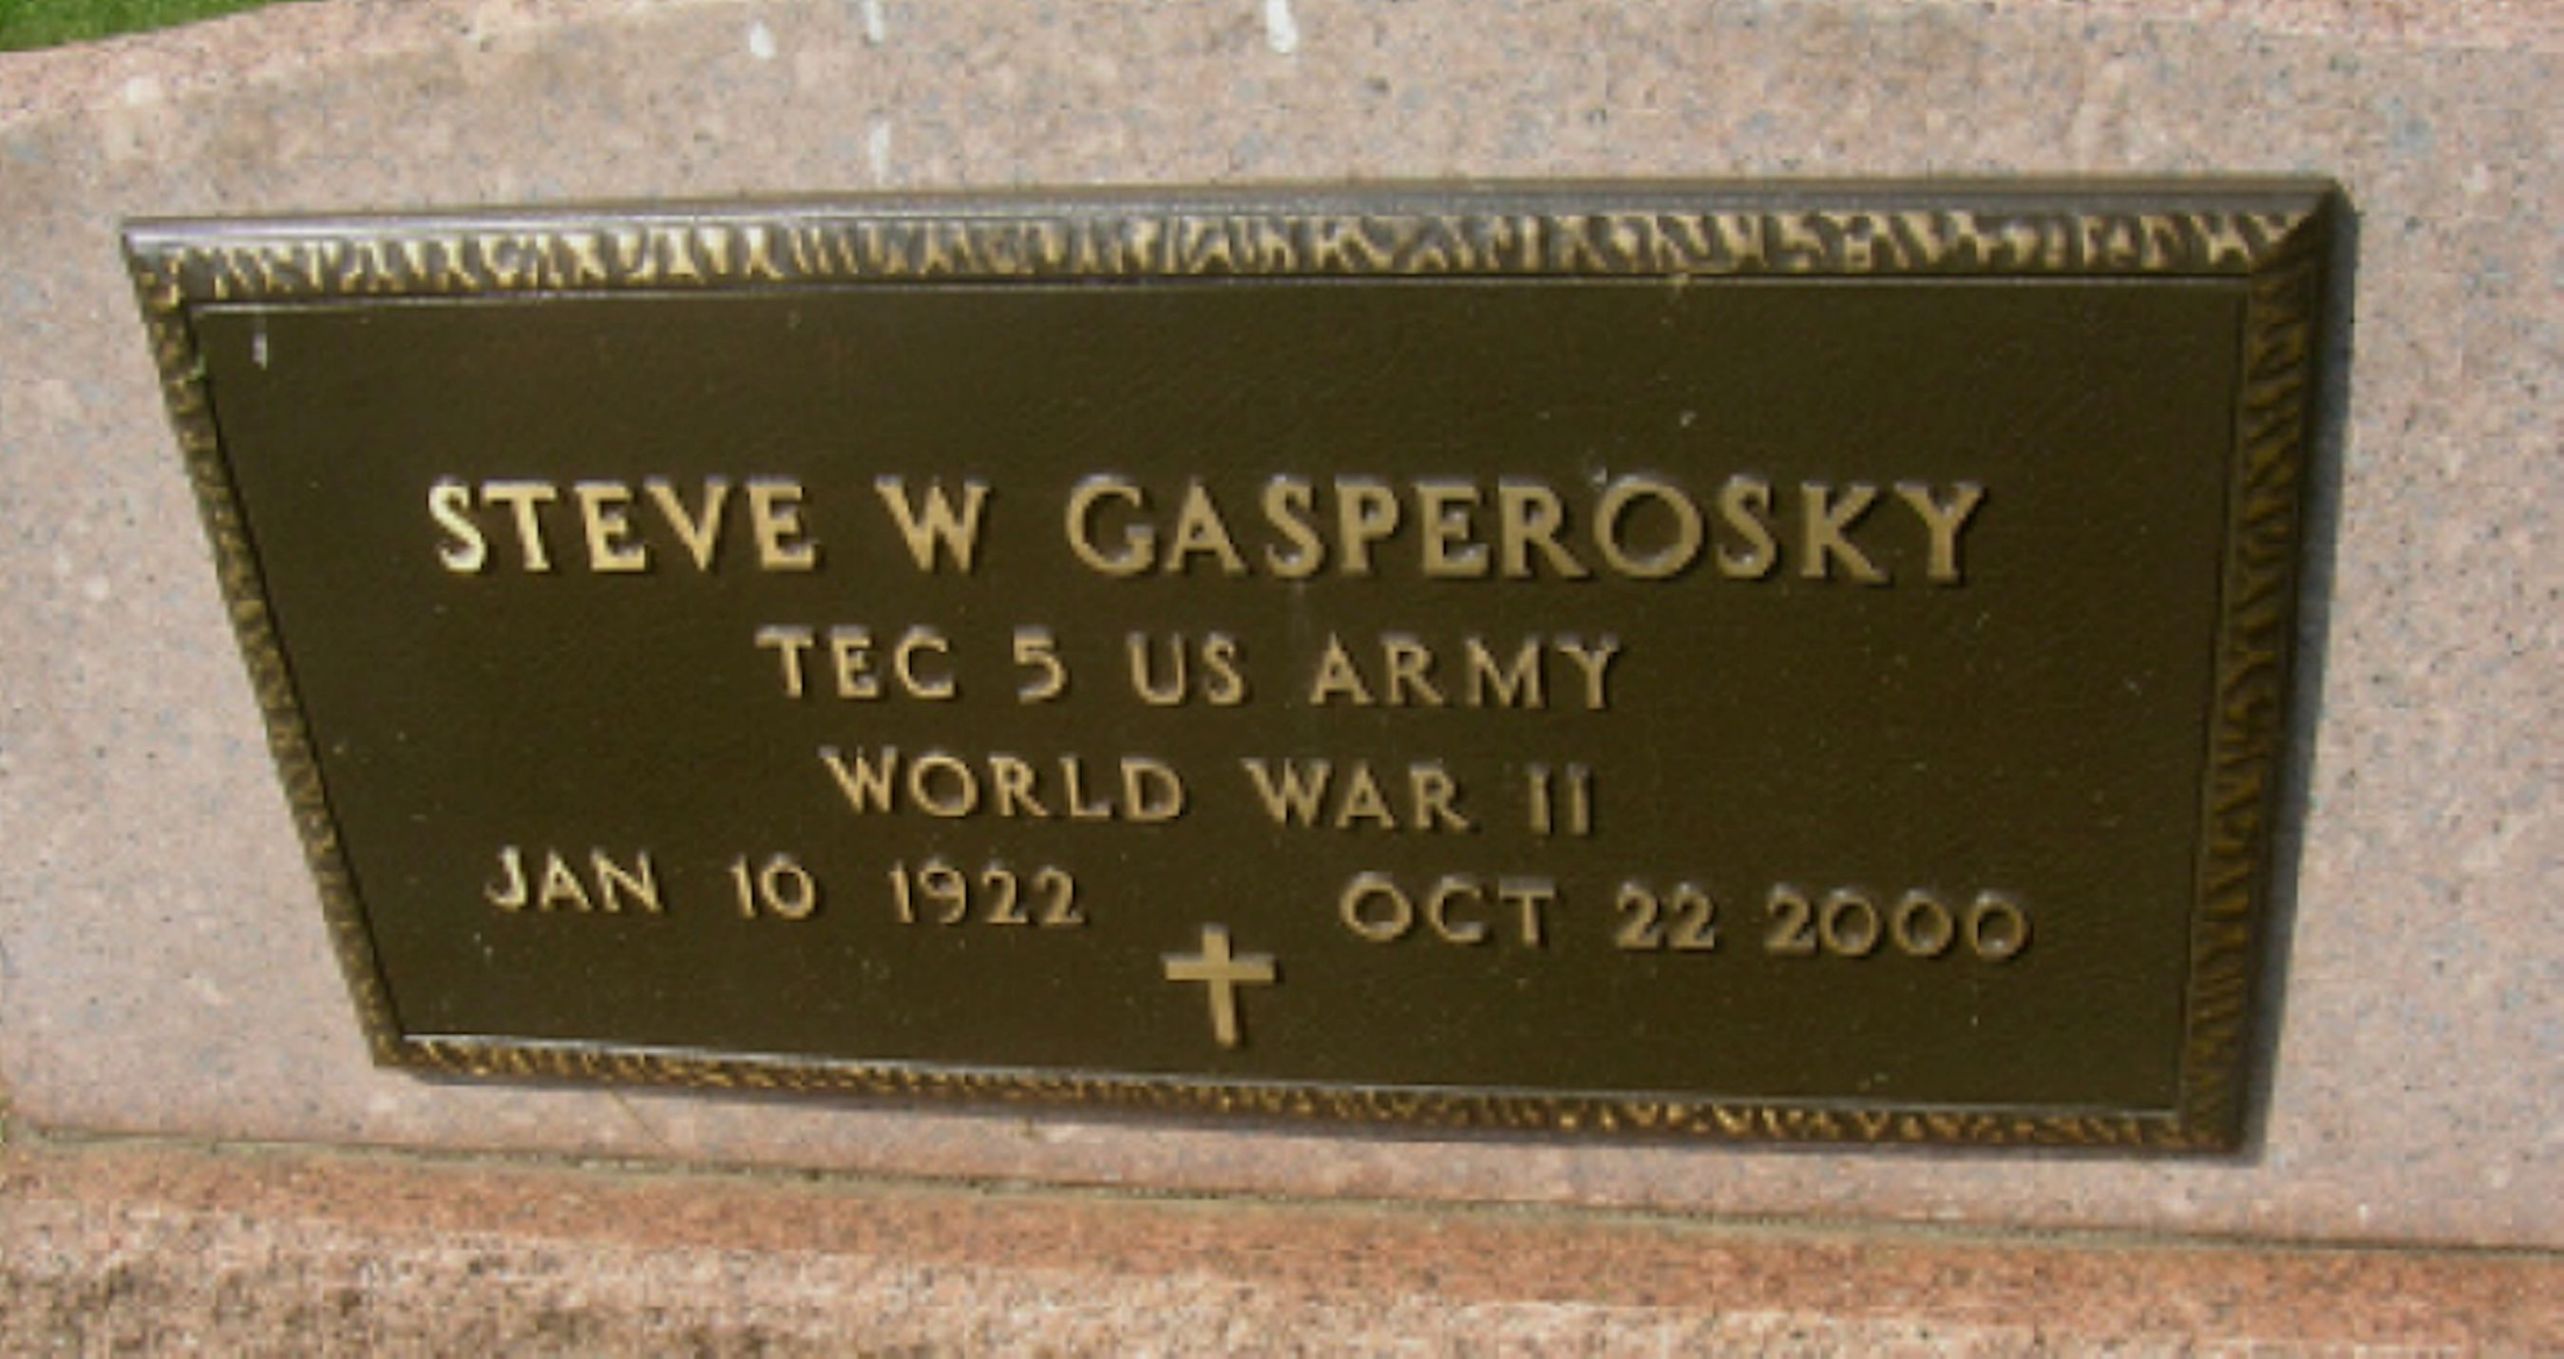 STEVE W GASPEROSKY
TEC 5 US ARMY
WORLD WAR II
JAN 10 1922 OCT 22 2000